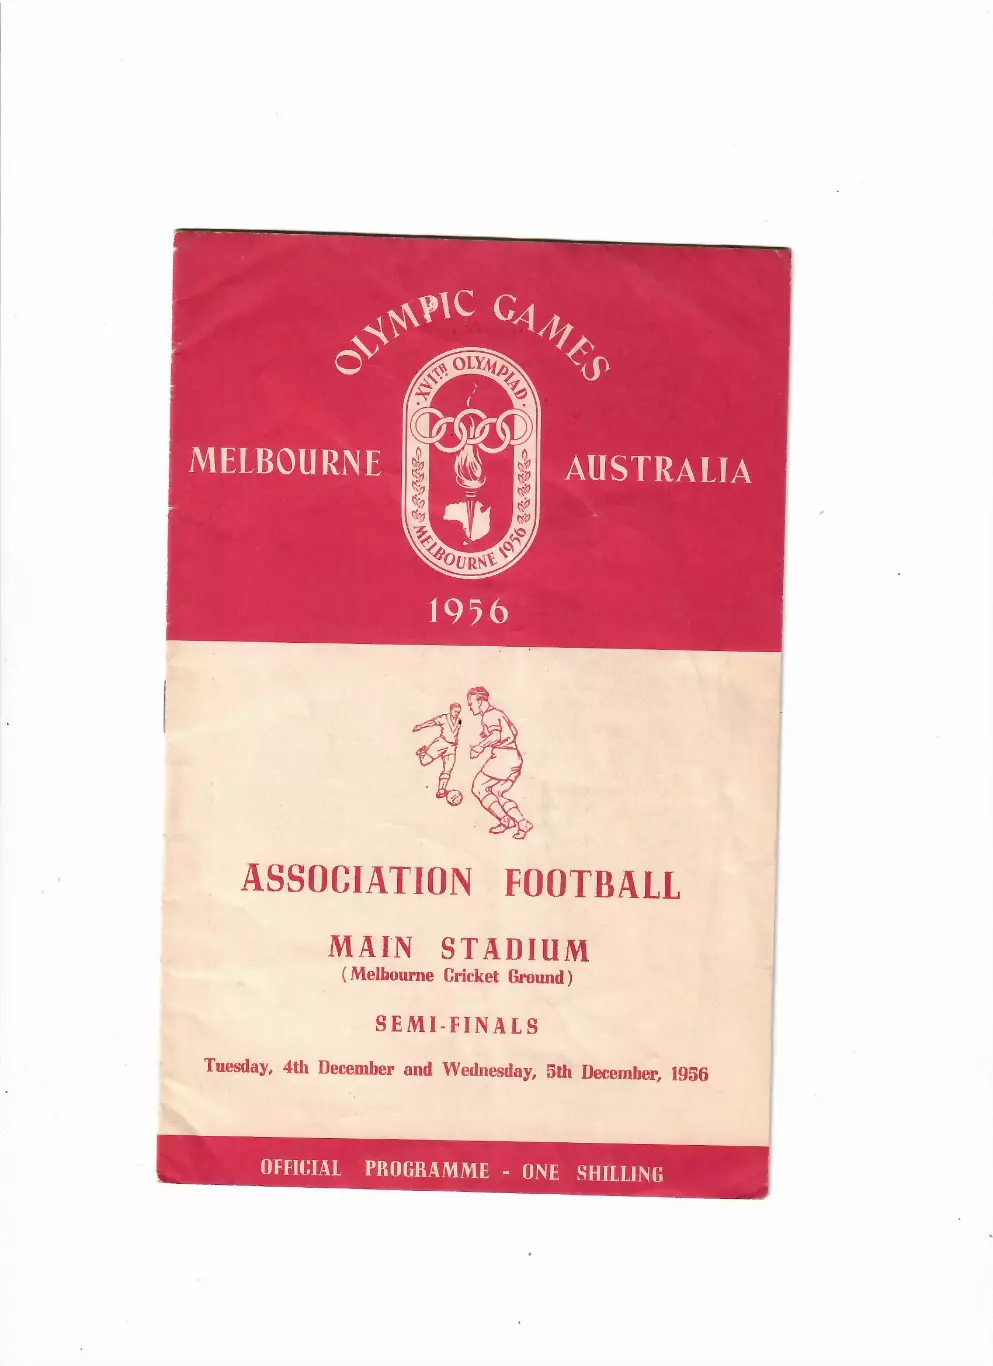 OLYMPIC GAMES
XVITH OLYMPIAD
MELBOURNE
AUSTRALIA
MELBOURNE 1956
1956
ASSOCIATION FOOTBALL
MAIN STADIUM
(Melbourne Cricket Ground)
SEMI-FINALS
Tuesday, 4th December and Wednesday, 5th December, 1956
OFFICIAL PROGRAMME - ONE SHILLING